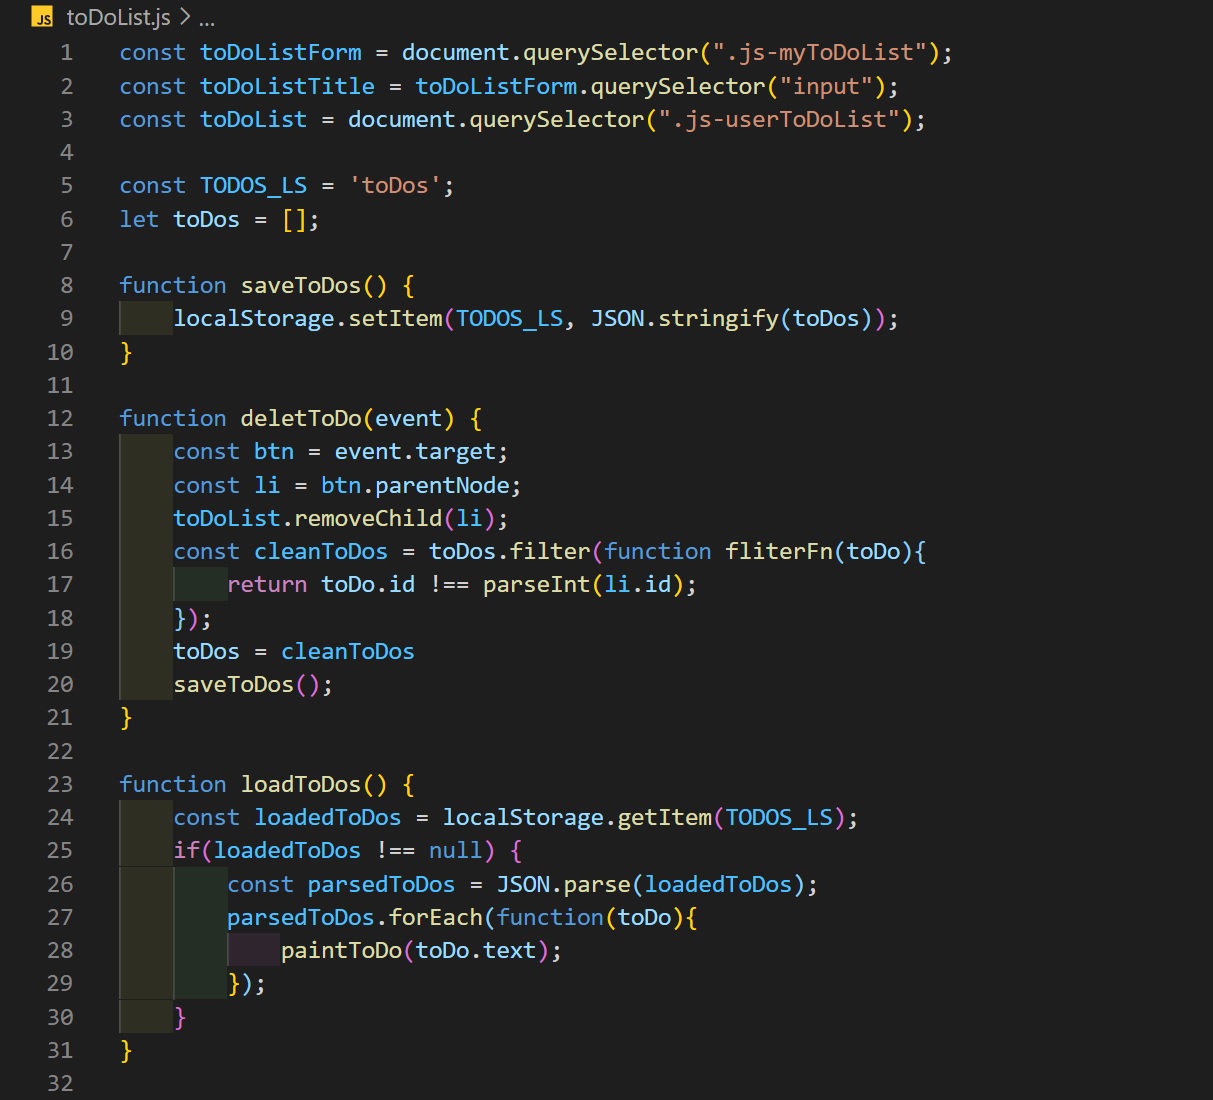 JS toDoList.js > ...
1 const toDoListForm = document.querySelector(".js-myToDoList");
2 const toDoListTitle = toDoListForm.querySelector("input");
3 const toDoList = document.querySelector(".js-userToDoList");
4
5 const TODOS_LS = 'toDos';
6 let toDos = [];
7
8 function saveToDos() {
9     localStorage.setItem(TODOS_LS, JSON.stringify(toDos));
10 }
11
12 function deletToDo(event) {
13     const btn = event.target;
14     const li = btn.parentNode;
15     toDoList.removeChild(li);
16     const cleanToDos = toDos.filter(function fliterFn(toDo){
17         return toDo.id !== parseInt(li.id);
18     });
19     toDos = cleanToDos
20     saveToDos();
21 }
22
23 function loadToDos() {
24     const loadedToDos = localStorage.getItem(TODOS_LS);
25     if(loadedToDos !== null) {
26         const parsedToDos = JSON.parse(loadedToDos);
27         parsedToDos.forEach(function(toDo){
28             paintToDo(toDo.text);
29         });
30     }
31 }
32